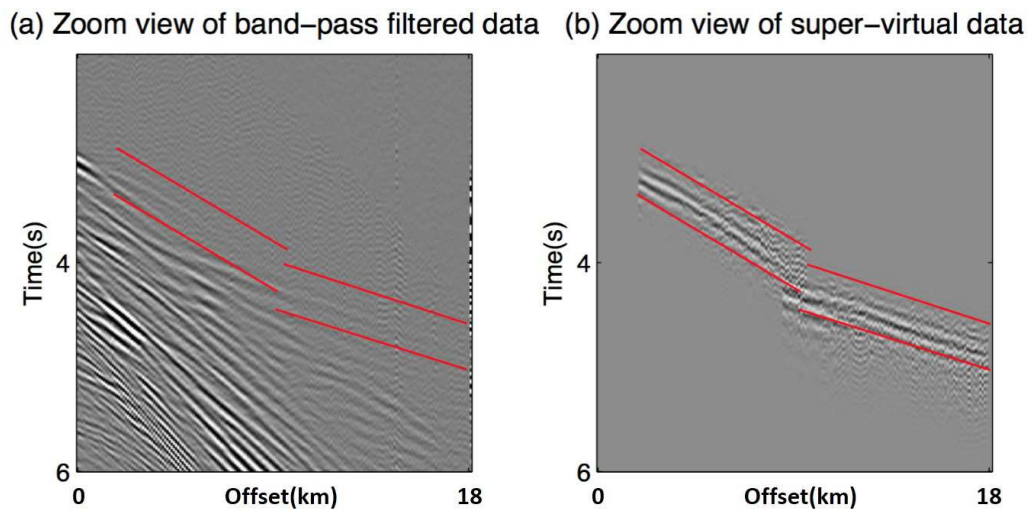 (a) Zoom view of band-pass filtered data
(b) Zoom view of super-virtual data
Time(s)
4
6
0
Offset(km)
18
Time(s)
4
6
0
Offset(km)
18